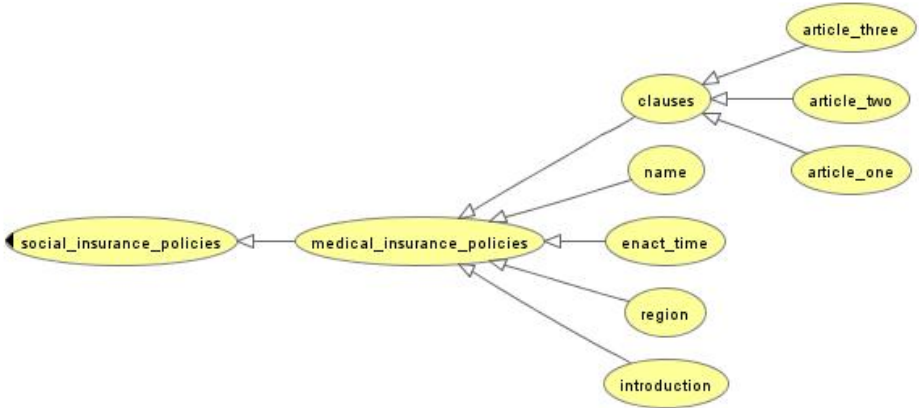 article_three
clauses
article_two
name
article_one
social_insurance_policies
medical_insurance_policies
enact_time
region
introduction